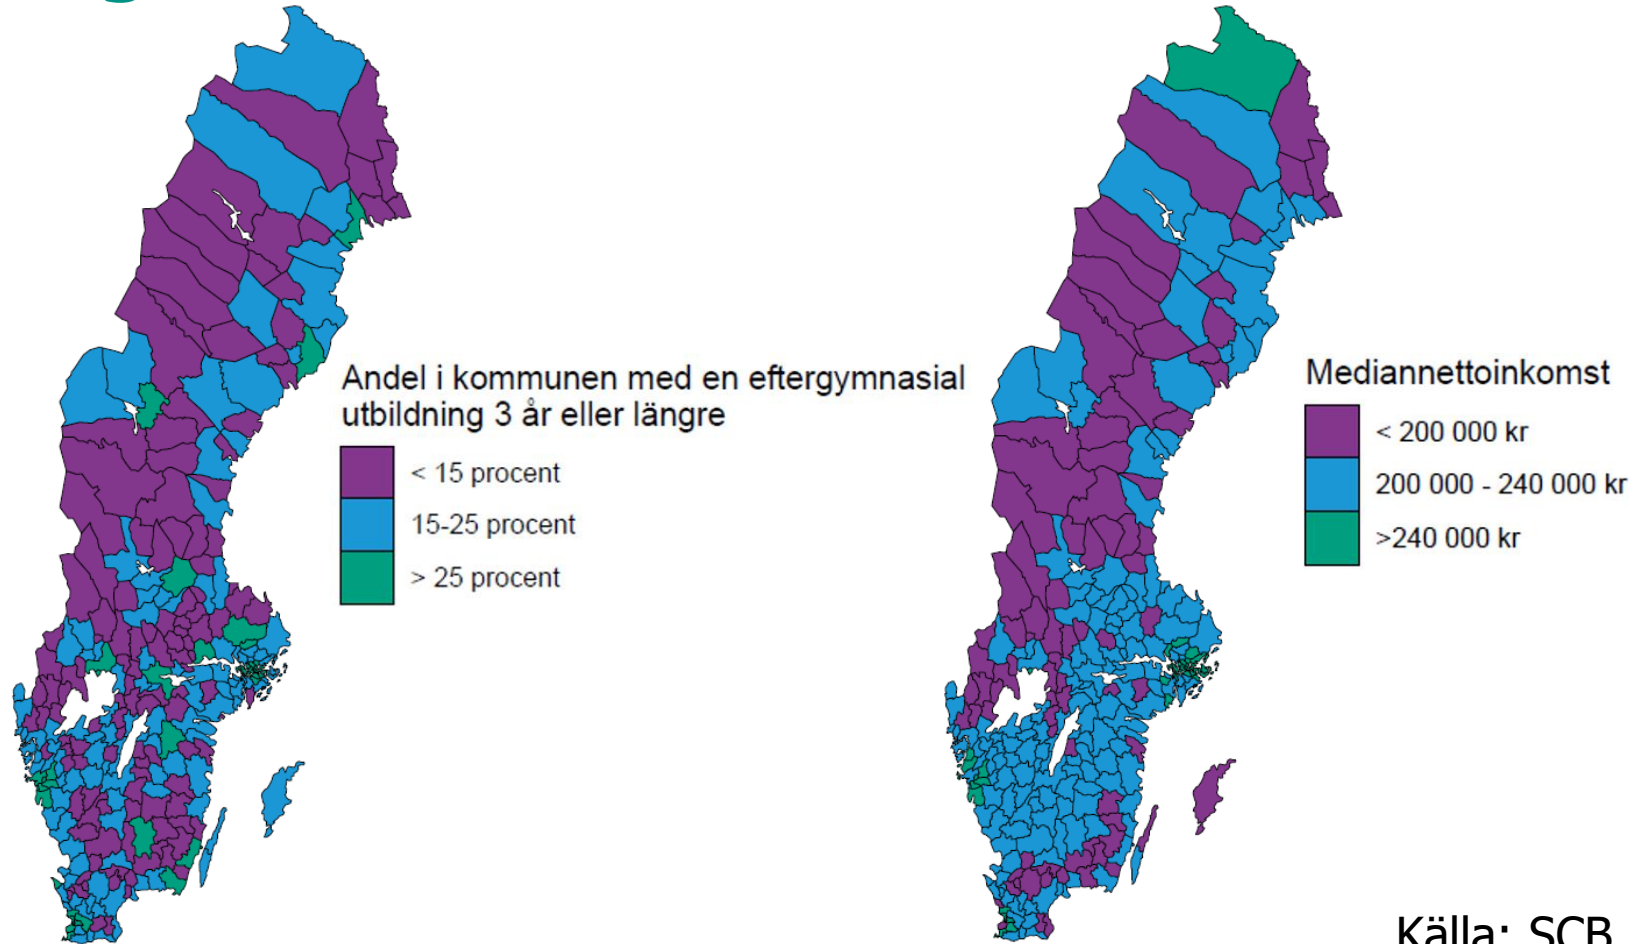 Andel i kommunen med en eftergymnasial
utbildning 3 år eller längre
< 15 procent
15-25 procent
> 25 procent
Mediannettoinkomst
< 200 000 kr
200 000 - 240 000 kr
>240 000 kr
Källa: SCB